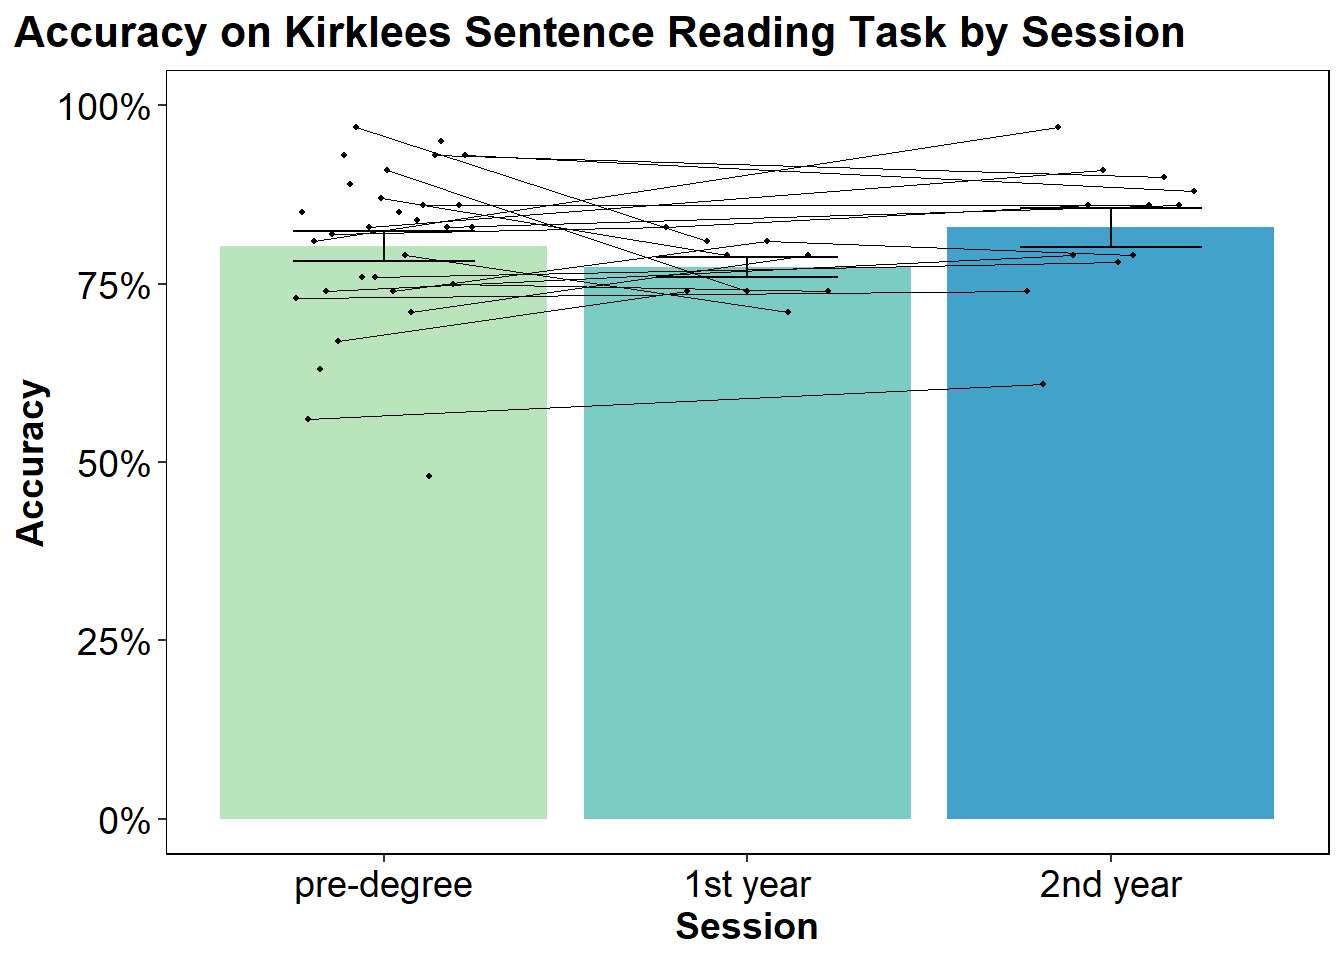 Accuracy on Kirklees Sentence Reading Task by Session
100%
75%
50%
25%
0%
Accuracy
pre-degree 1st year 2nd year
Session